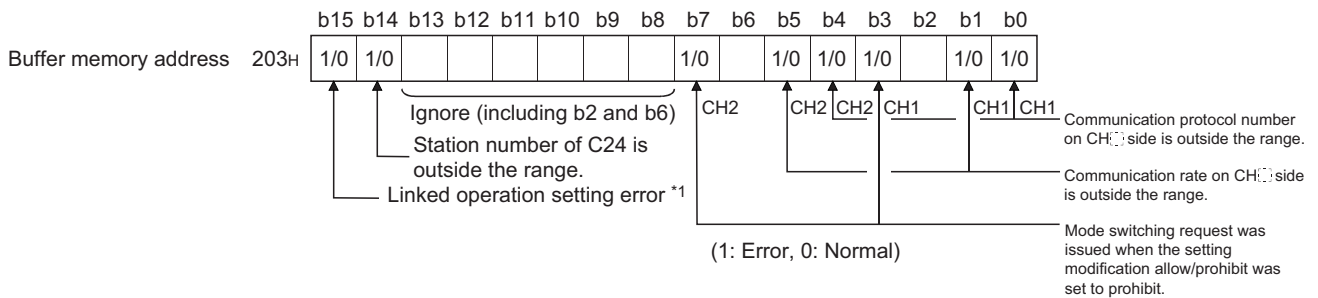 b15 b14 b13 b12 b11 b10 b9 b8 b7 b6 b5 b4 b3 b2 b1 b0
Buffer memory address 203H 1/0 1/0 1/0 1/0 1/0 1/0 1/0 1/0
Ignore (including b2 and b6)
CH2 CH2 CH2 CH1 CH1 CH1
Station number of C24 is
outside the range.
Linked operation setting error *1
Communication protocol number
on CH side is outside the range.
Communication rate on CH side
is outside the range.
Mode switching request was
issued when the setting
modification allow/prohibit was
set to prohibit.
(1: Error, 0: Normal)